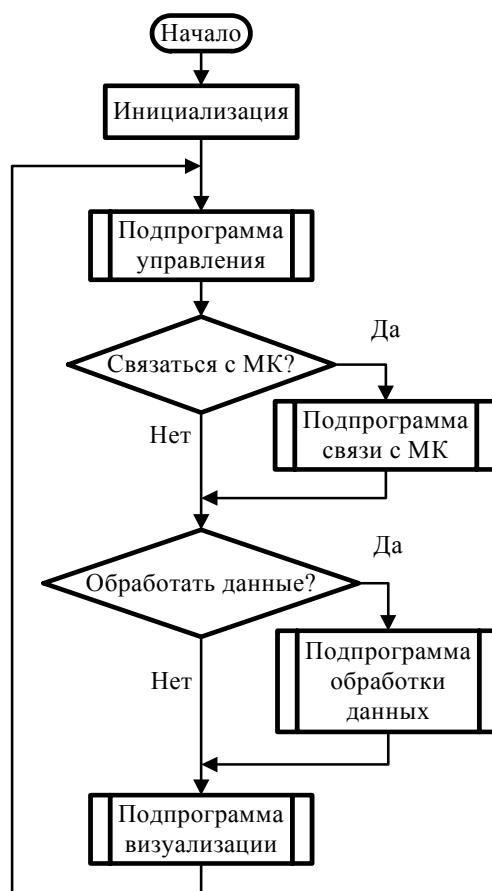 Начало
Инициализация
Подпрограмма
управления
Связаться с МК?
Да
Нет
Подпрограмма
связи с МК
Обработать данные?
Да
Нет
Подпрограмма
обработки
данных
Подпрограмма
визуализации